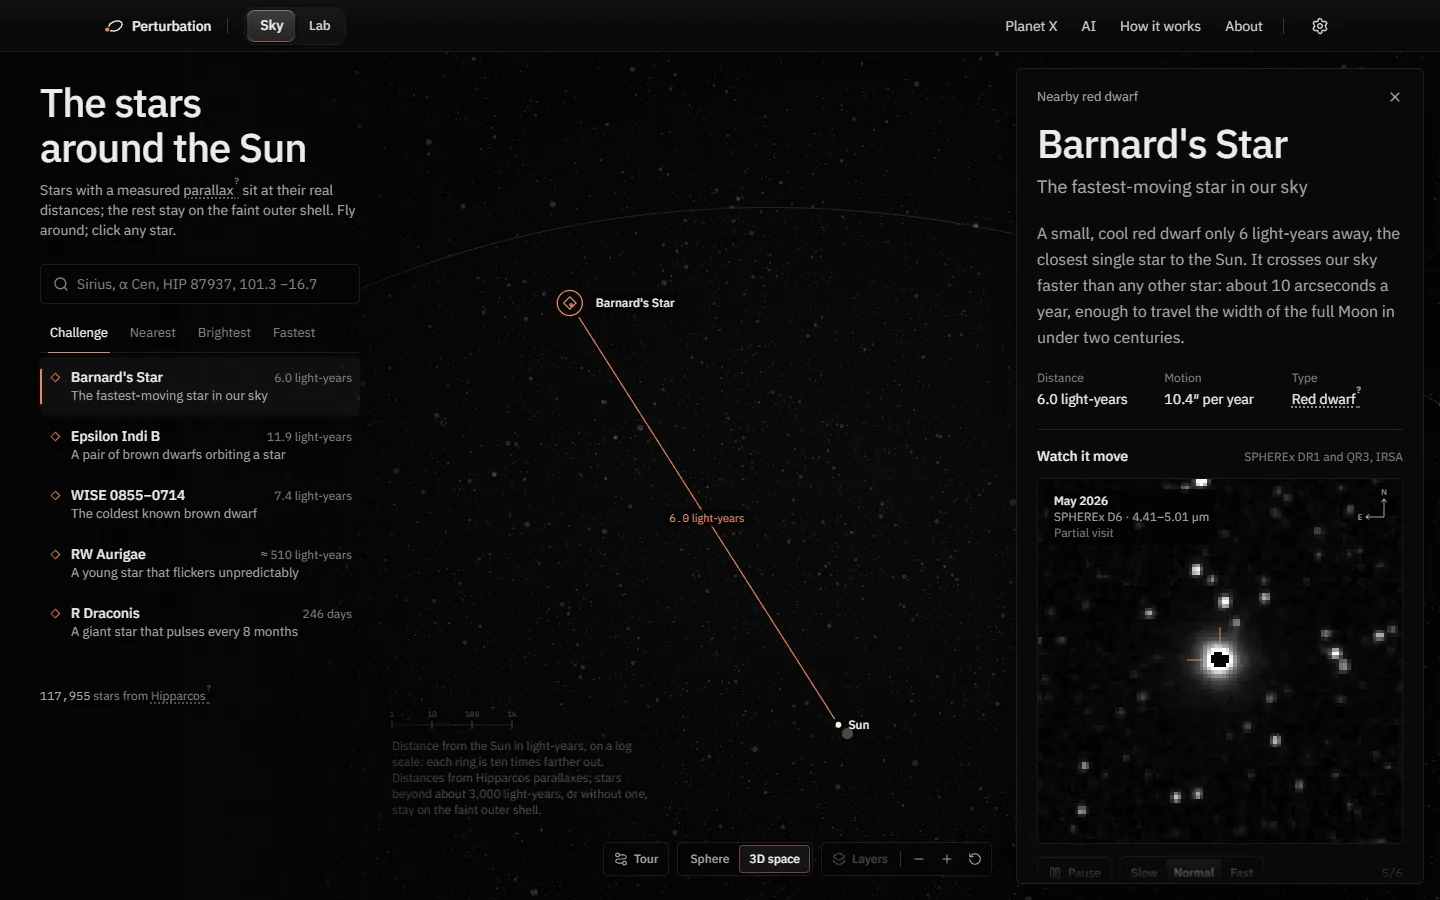 Perturbation
Sky
Lab
Planet X
AI
How it works
About
The stars
around the Sun
Stars with a measured parallax? sit at their real
distances; the rest stay on the faint outer shell. Fly
around; click any star.
Sirius, α Cen, HIP 87937, 101.3 −16.7
Challenge
Nearest
Brightest
Fastest
Barnard's Star
6.0 light-years
The fastest-moving star in our sky
Epsilon Indi B
11.9 light-years
A pair of brown dwarfs orbiting a star
WISE 0855−0714
7.4 light-years
The coldest known brown dwarf
RW Aurigae
≈ 510 light-years
A young star that flickers unpredictably
R Draconis
246 days
A giant star that pulses every 8 months
117,955 stars from Hipparcos?
Barnard's Star
6.0 light-years
Sun
1 10 100 1k
Distance from the Sun in light-years, on a log
scale: each ring is ten times farther out.
Distances from Hipparcos parallaxes; stars
beyond about 3,000 light-years, or without one,
stay on the faint outer shell.
Tour
Sphere
3D space
Layers
Nearby red dwarf
Barnard's Star
The fastest-moving star in our sky
A small, cool red dwarf only 6 light-years away, the
closest single star to the Sun. It crosses our sky
faster than any other star: about 10 arcseconds a
year, enough to travel the width of the full Moon in
under two centuries.
Distance
Motion
Type
6.0 light-years
10.4″ per year
Red dwarf?
Watch it move
SPHEREx DR1 and QR3, IRSA
May 2026
SPHEREx D6 · 4.41–5.01 µm
Partial visit
N
E
Pause
Slow
Normal
Fast
5/6